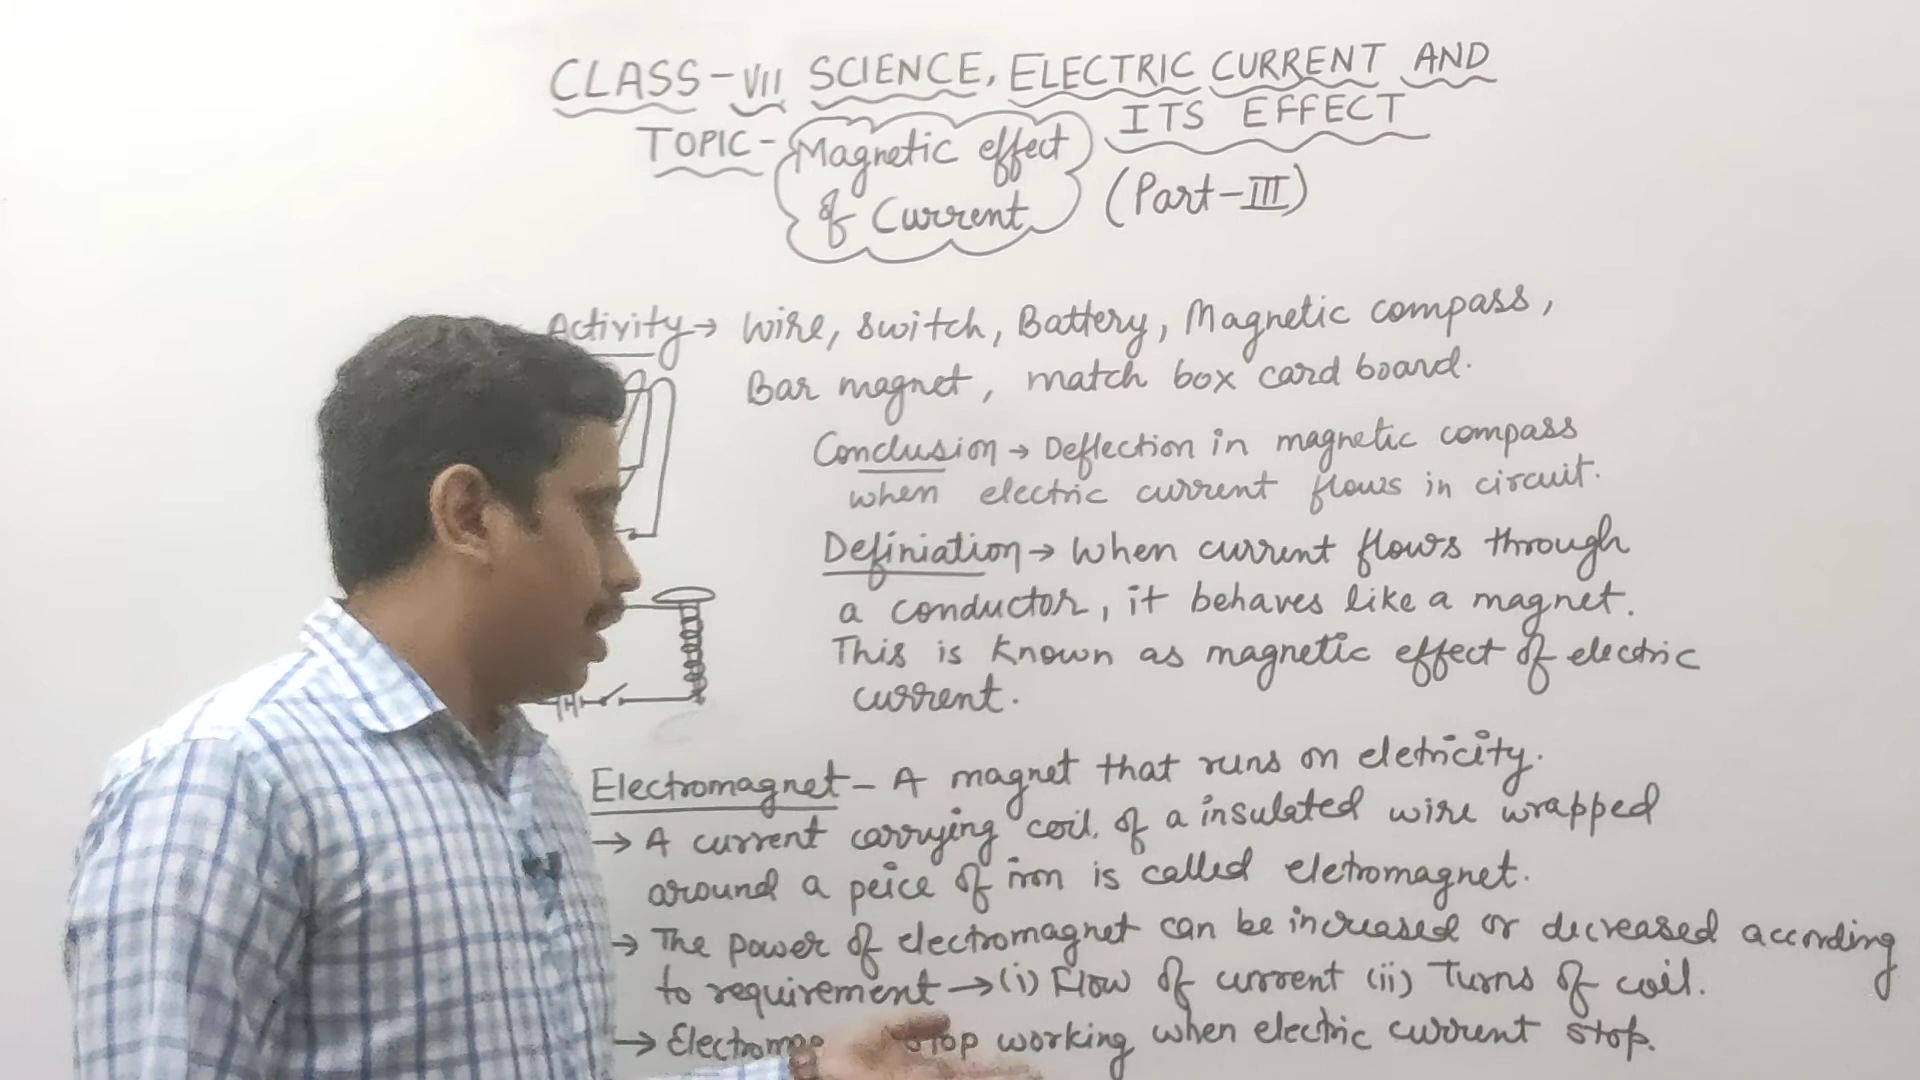 CLASS-VII SCIENCE, ELECTRIC CURRENT AND
ITS EFFECT
TOPIC- Magnetic effect
of Current (Part-III)
Activity → Wire, switch, Battery, Magnetic compass,
Bar magnet, match box card board.
Conclusion → Deflection in magnetic compass
when electric current flows in circuit.
Definiation → When current flows through
a conductor, it behaves like a magnet.
This is known as magnetic effect of electric
current.
Electromagnet - A magnet that runs on eletricity.
→ A current carrying coil of a insulated wire wrapped
around a peice of iron is called eletromagnet.
→ The power of electromagnet can be increased or decreased according
to requirement → (i) Flow of current (ii) Turns of coil.
→ stop working when electric current stop.